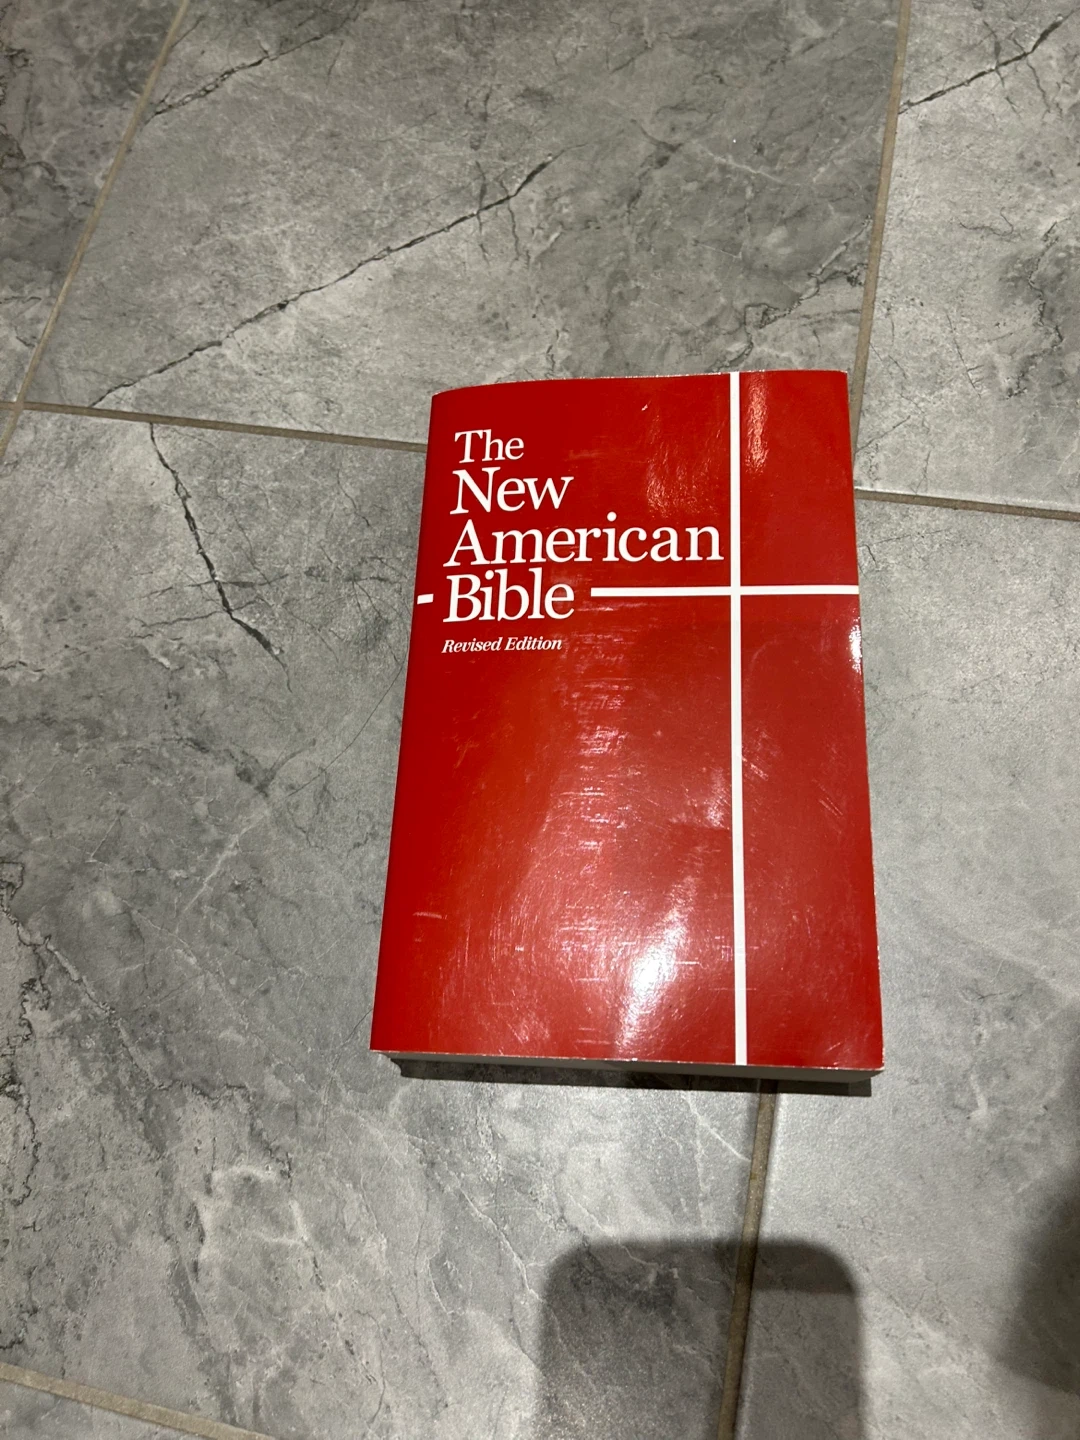 The
New
American
Bible
Revised Edition